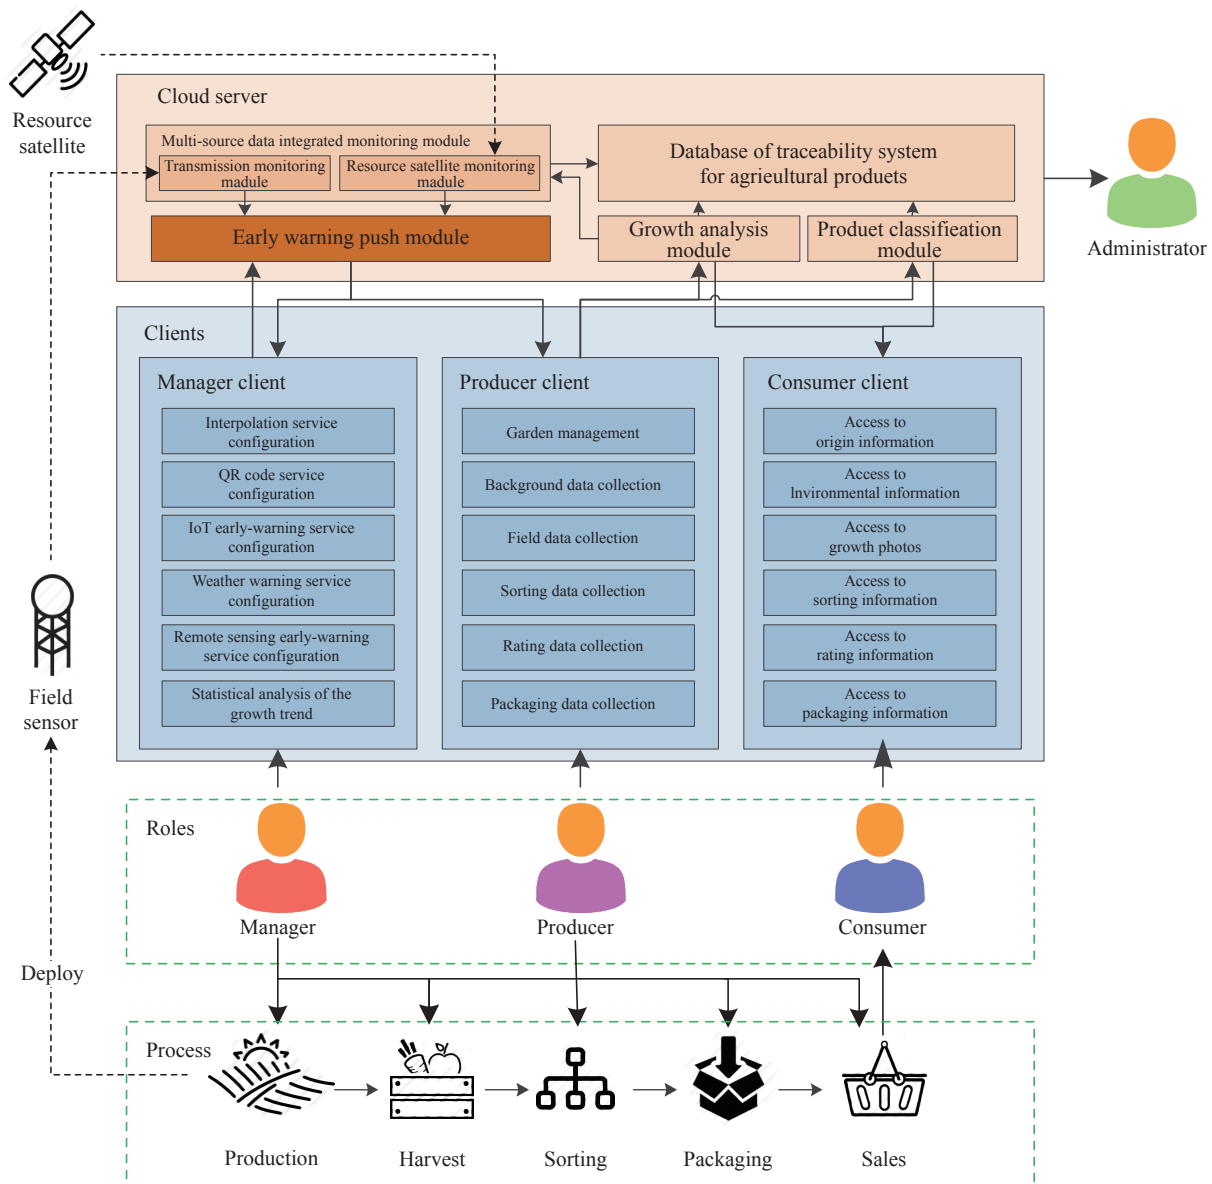 Resource
satellite
Cloud server
Multi-source data integrated monitoring module
Transmission monitoring
madule
Resource satellite monitoring
madule
Database of traceability system
for agrieultural products
Early warning push module
Growth analysis
module
Produet classifieation
module
Administrator
Clients
Manager client
Interpolation service
configuration
QR code service
configuration
IoT early-warning service
configuration
Weather warning service
configuration
Remote sensing early-warning
service configuration
Statistical analysis of the
growth trend
Producer client
Garden management
Background data collection
Field data collection
Sorting data collection
Rating data collection
Packaging data collection
Consumer client
Access to
origin information
Access to
lnvironmental information
Access to
growth photos
Access to
sorting information
Access to
rating information
Access to
packaging information
Field
sensor
Deploy
Roles
Manager
Producer
Consumer
Process
Production
Harvest
Sorting
Packaging
Sales